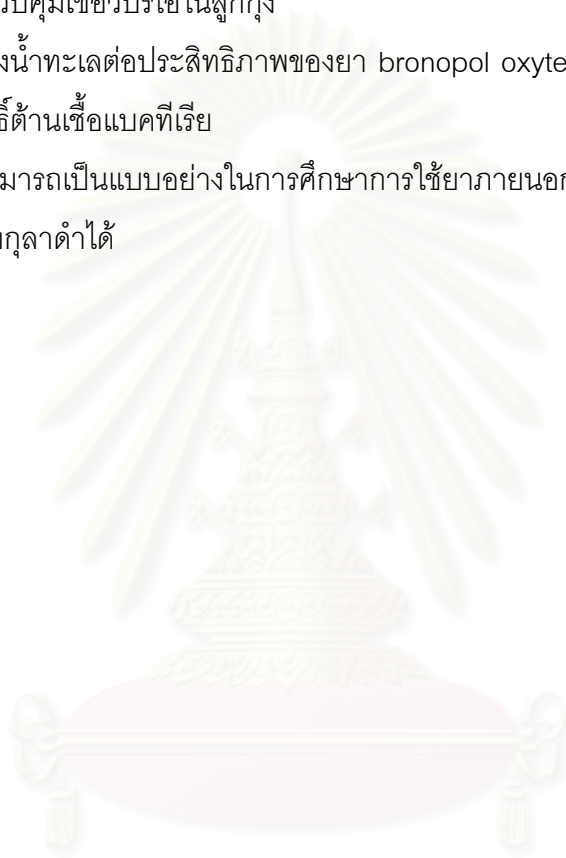 วบคุมเชื้อวิบริโอในลูกกุ้ง
งน้ำทะเลต่อประสิทธิภาพของยา bronopol oxyte
ธิ์ต้านเชื้อแบคทีเรีย
มารถเป็นแบบอย่างในการศึกษาการใช้ยาภายนอก
กุลาดำได้